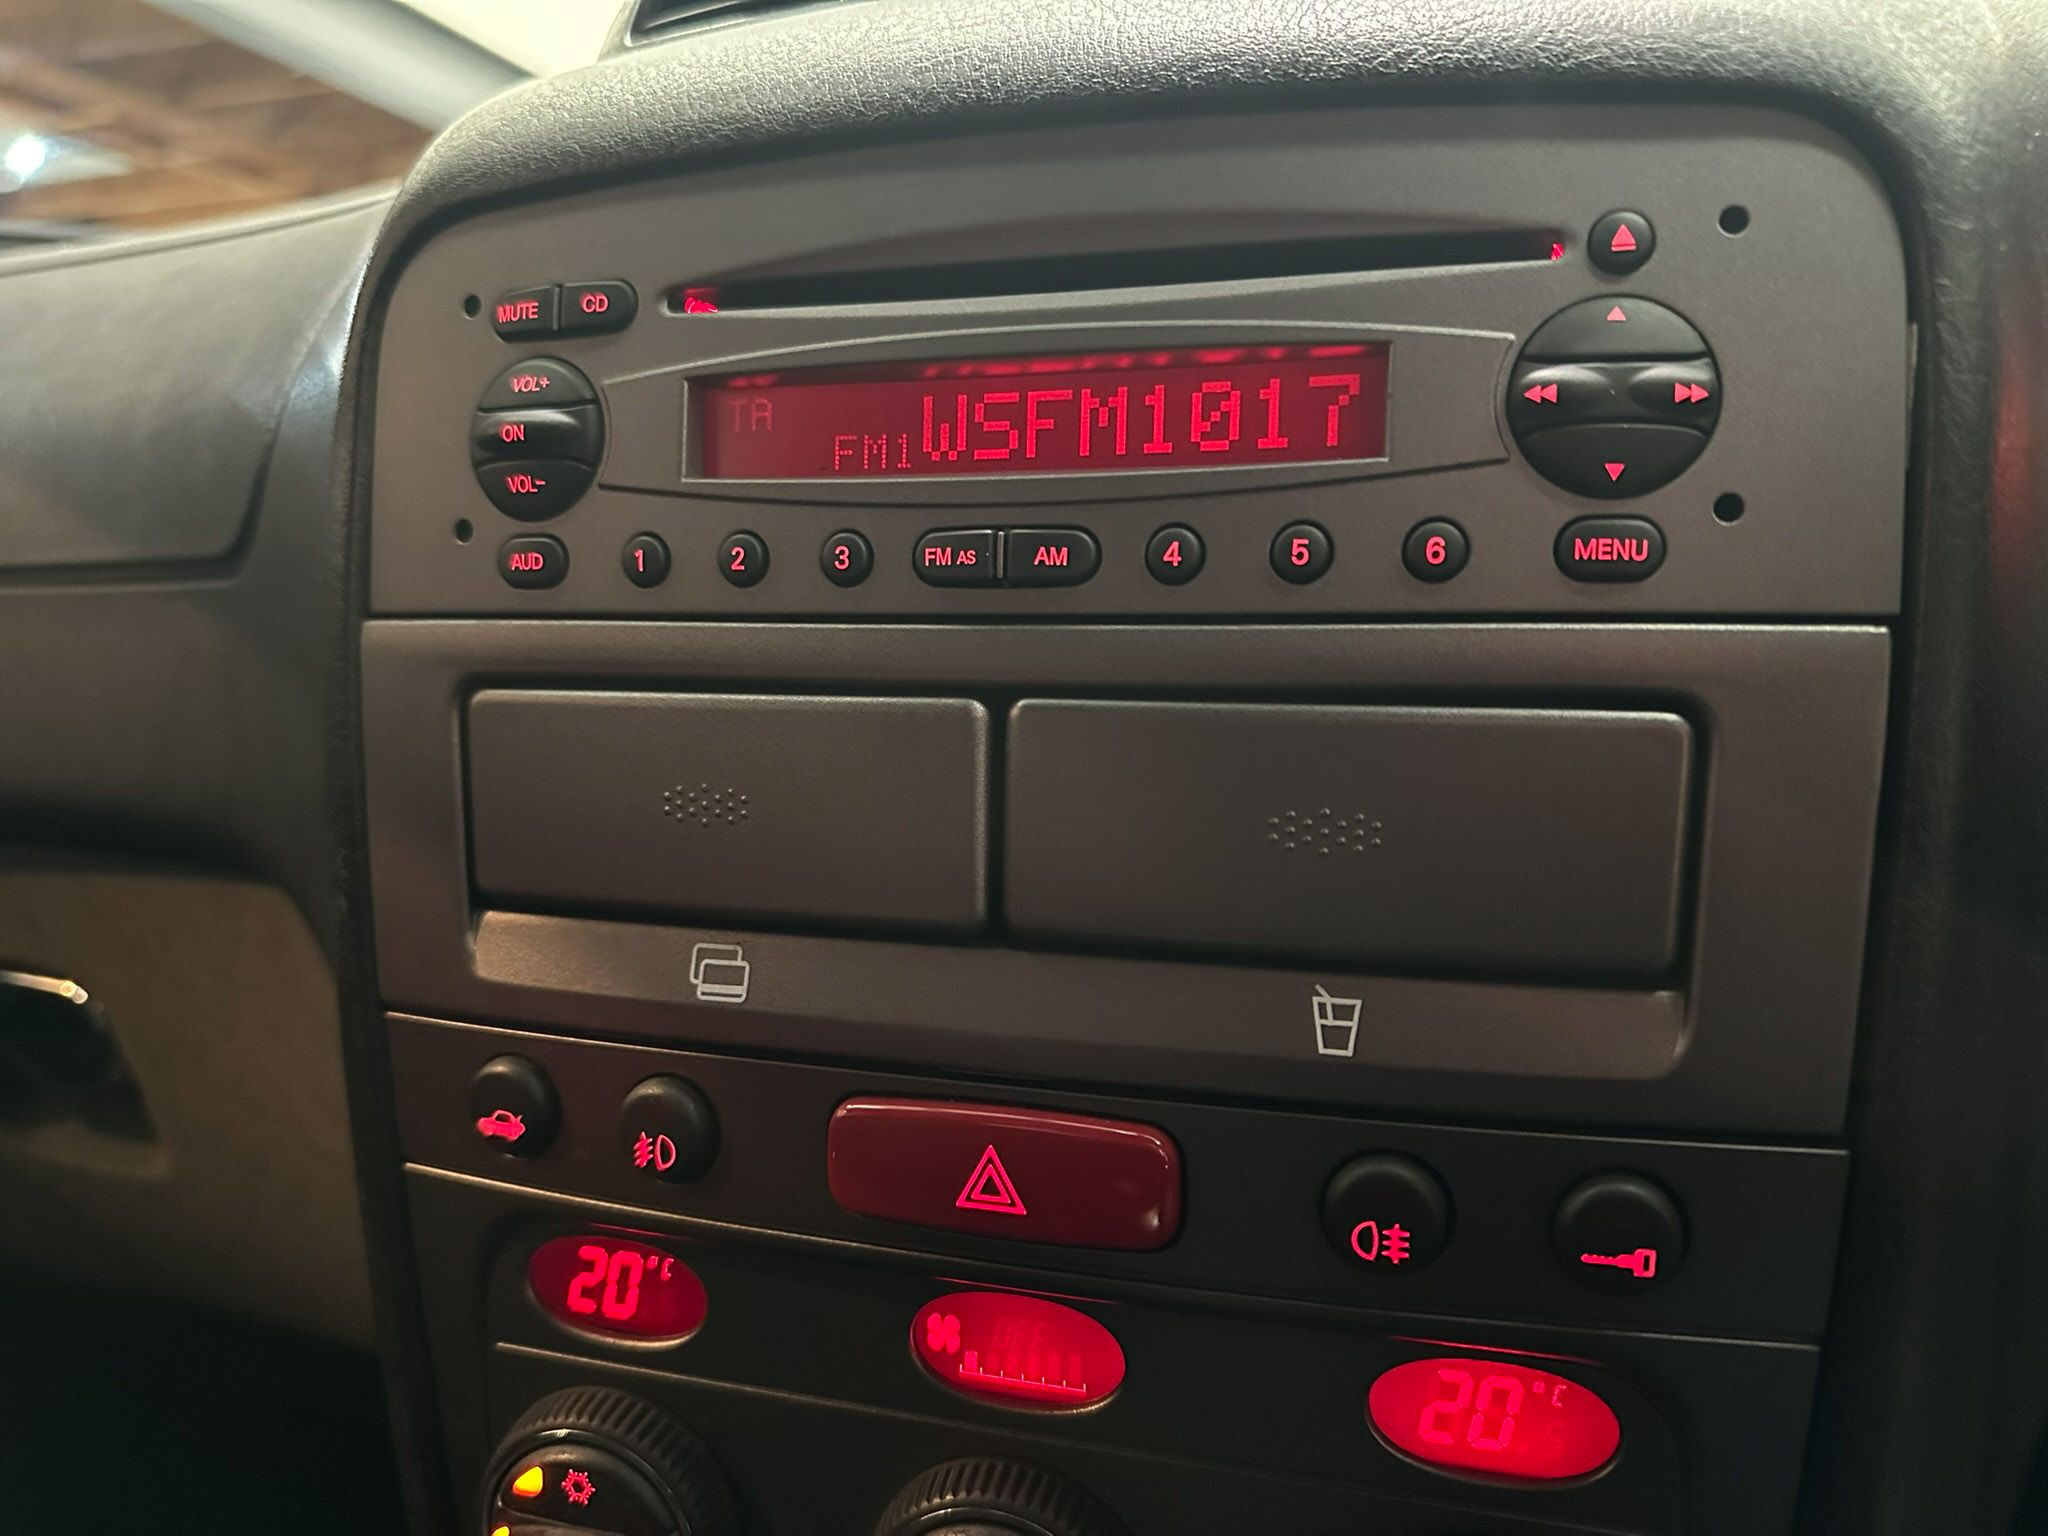 MUTE CD
VOL+
ON
VOL-
TA
FM1 WSFM1017
AUD 1 2 3 FM AS AM 4 5 6 MENU
20°C
OFF
20°C